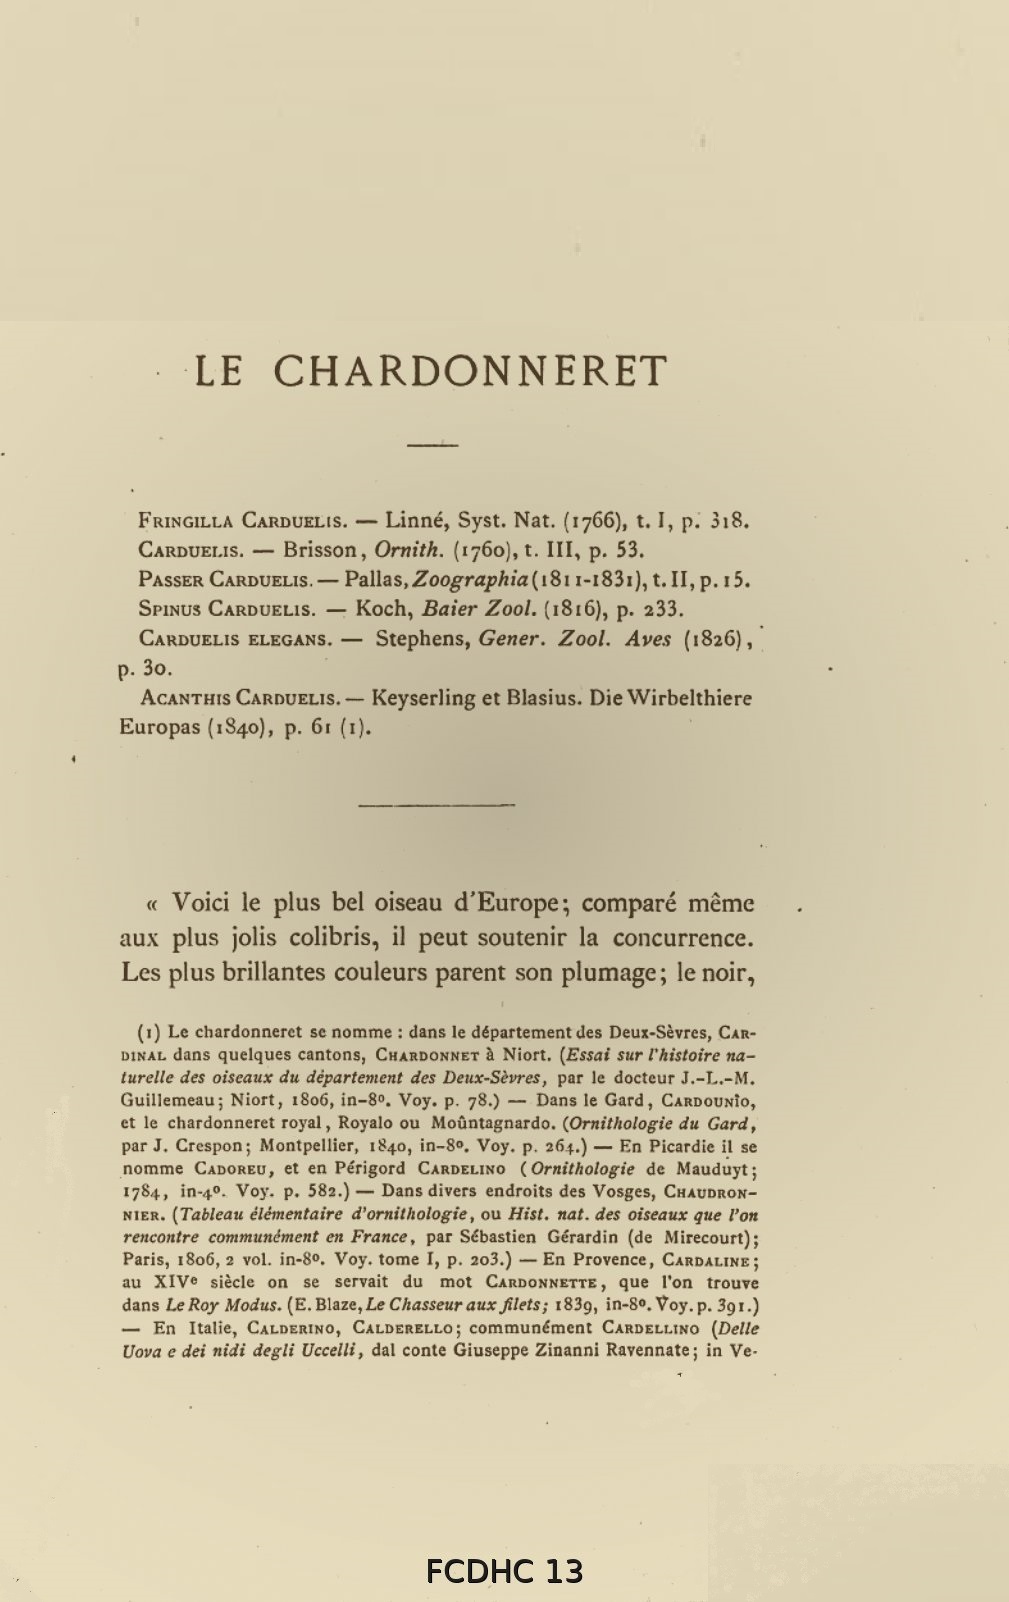 LE CHARDONNERET
FRINGILLA CARDUELIS. — Linné, Syst. Nat. (1766), t. I, p. 318.
CARDUELIS. — Brisson, Ornith. (1760), t. III, p. 53.
PASSER CARDUELIS. — Pallas, Zoographia (1811-1831), t. II, p. 15.
SPINUS CARDUELIS. — Koch, Baier Zool. (1816), p. 233.
CARDUELIS ELEGANS. — Stephens, Gener. Zool. Aves (1826),
p. 30.
ACANTHIS CARDUELIS. — Keyserling et Blasius. Die Wirbelthiere
Europas (1840), p. 61 (1).
« Voici le plus bel oiseau d'Europe; comparé même
aux plus jolis colibris, il peut soutenir la concurrence.
Les plus brillantes couleurs parent son plumage; le noir,
(1) Le chardonneret se nomme : dans le département des Deux-Sèvres, CAR-
DINAL dans quelques cantons, CHARDONNET à Niort. (Essai sur l'histoire na-
turelle des oiseaux du département des Deux-Sèvres, par le docteur J.-L.-M.
Guillemeau; Niort, 1806, in-8º. Voy. p. 78.) — Dans le Gard, CARDOUNÎO,
et le chardonneret royal, Royalo ou Moûntagnardo. (Ornithologie du Gard,
par J. Crespon; Montpellier, 1840, in-8º. Voy. p. 264.) — En Picardie il se
nomme CADOREU, et en Périgord CARDELINO (Ornithologie de Mauduyt;
1784, in-4º. Voy. p. 582.) — Dans divers endroits des Vosges, CHAUDRON-
NIER. (Tableau élémentaire d'ornithologie, ou Hist. nat. des oiseaux que l'on
rencontre communément en France, par Sébastien Gérardin (de Mirecourt);
Paris, 1806, 2 vol. in-8º. Voy. tome I, p. 203.) — En Provence, CARDALINE;
au XIVe siècle on se servait du mot CARDONNETTE, que l'on trouve
dans Le Roy Modus. (E. Blaze, Le Chasseur aux filets; 1839, in-8º. Voy. p. 391.)
— En Italie, CALDERINO, CALDERELLO; communément CARDELLINO (Delle
Uova e dei nidi degli Uccelli, dal conte Giuseppe Zinanni Ravennate; in Ve-
FCDHC 13